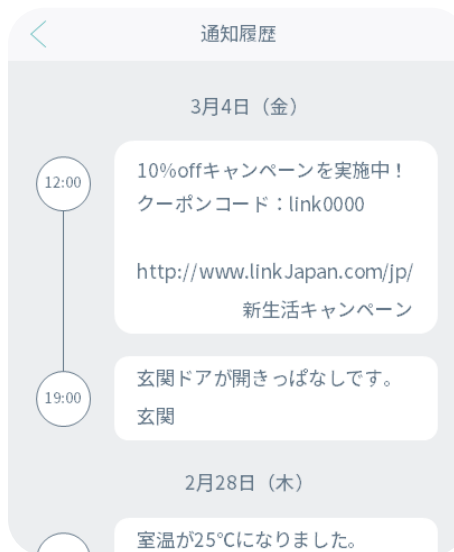 通知履歴
3月4日（金）
12:00
10%offキャンペーンを実施中！
クーポンコード：link0000
http://www.linkJapan.com/jp/
新生活キャンペーン
19:00
玄関ドアが開きっぱなしです。
玄関
2月28日（木）
室温が25℃になりました。